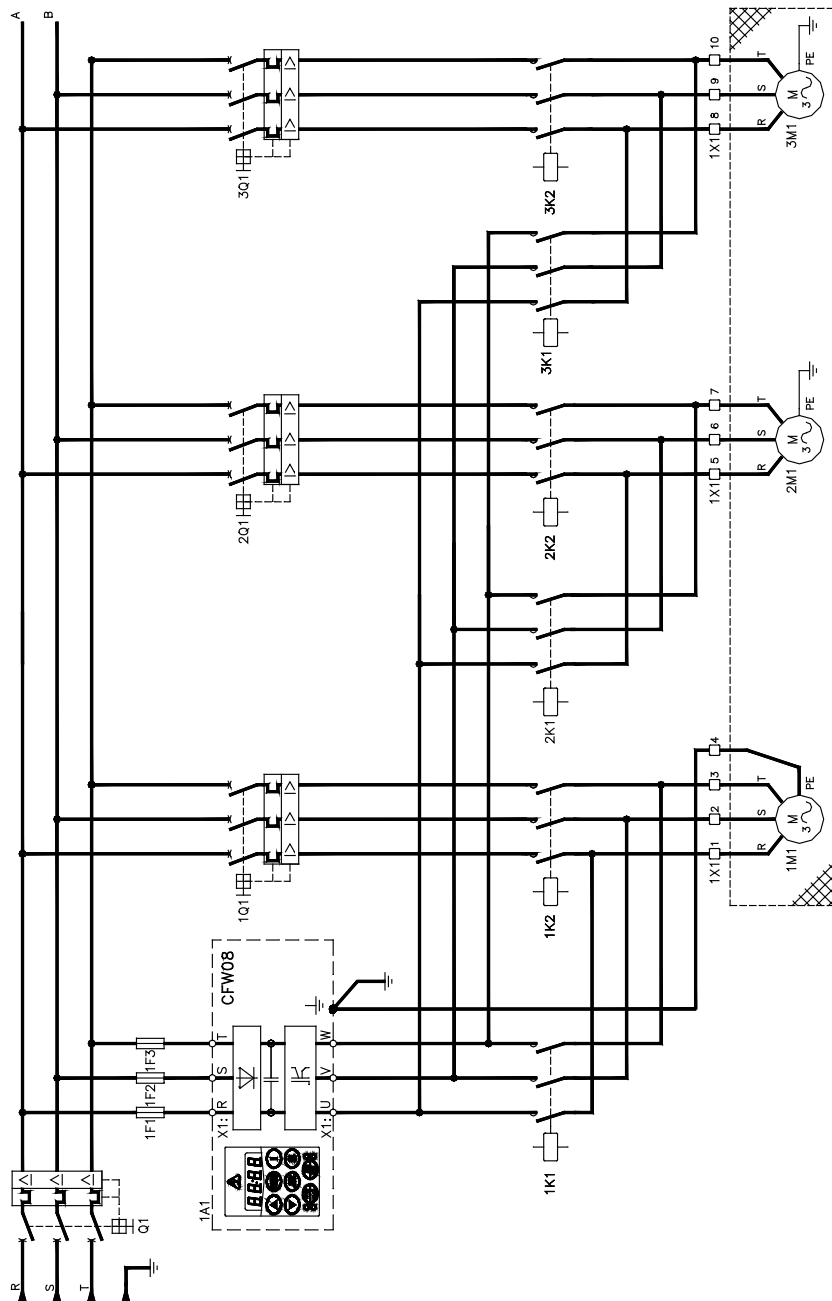 A
B
3Q1
3K2
3K1
10
9
8
1X1
T
S
R
M
3
PE
3M1
2Q1
2K2
2K1
7
6
5
1X1
T
S
R
M
3
PE
2M1
1Q1
1K2
4
3
2
1
1X1
T
S
R
M
3
PE
1M1
CFW08
1F3
1F2
1F1
T
S
R
X1:
W
V
U
X1:
1A1
1K1
Q1
R
S
T